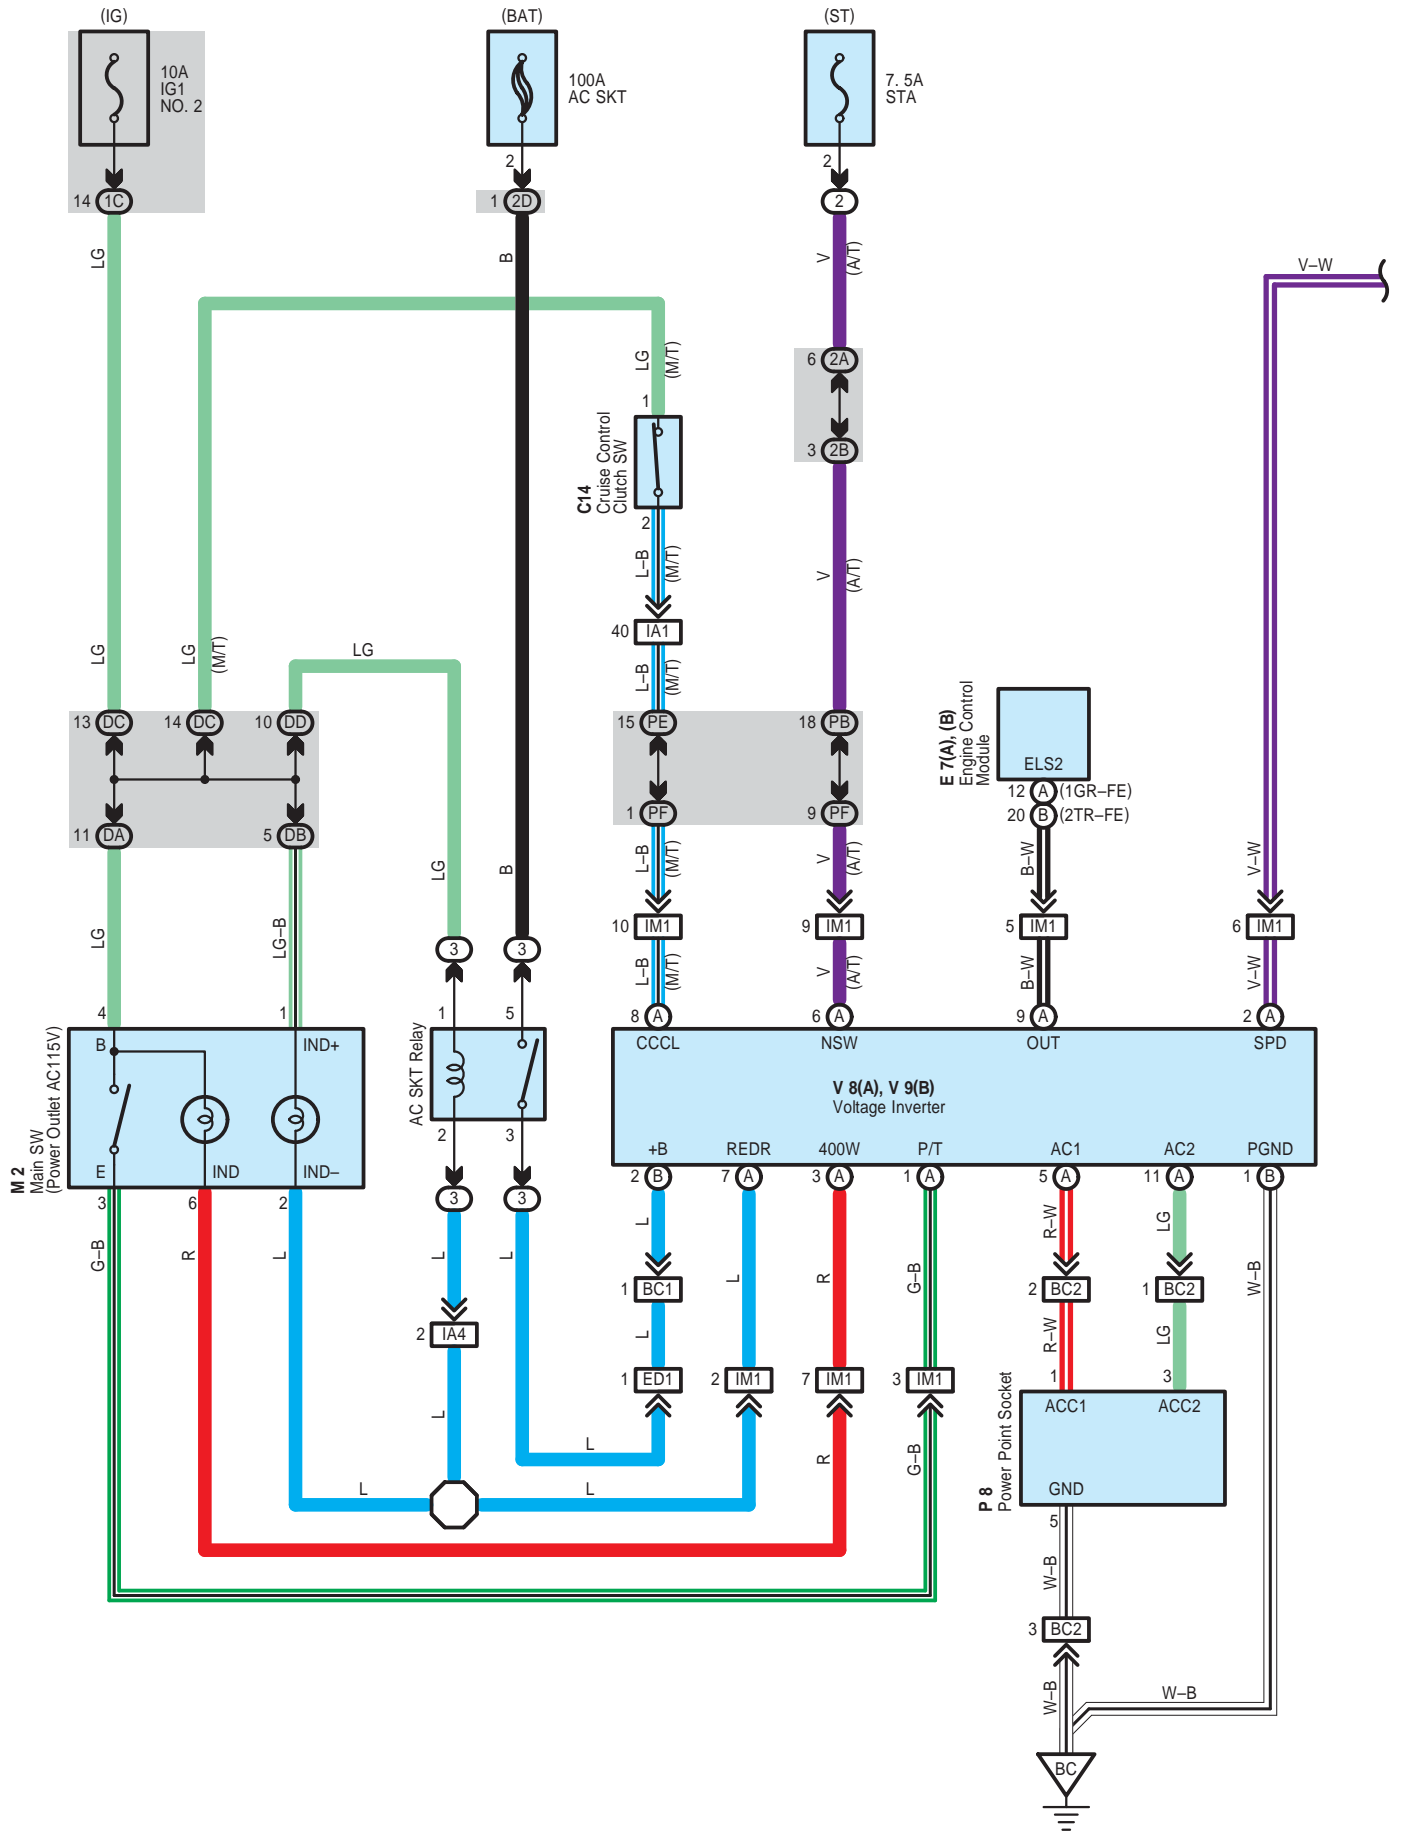 (IG)
(BAT)
(ST)
10A
IG1
NO. 2
100A
AC SKT
7. 5A
STA
2
2
14 1C
1 2D
2
LG
B
V
(A/T)
V–W
LG
(M/T)
6 2A
3 2B
1
C14
Cruise Control
Clutch SW
2
L–B
(M/T)
V
(A/T)
40 IA1
LG
LG
(M/T)
LG
L–B
(M/T)
13 DC
14 DC
10 DD
15 PE
18 PB
E 7(A), (B)
Engine Control
Module
ELS2
12 A (1GR–FE)
20 B (2TR–FE)
11 DA
5 DB
1 PF
9 PF
LG
B
L–B
(M/T)
V
(A/T)
B–W
V–W
LG
LG–B
10 IM1
9 IM1
5 IM1
6 IM1
3
3
L–B
(M/T)
V
(A/T)
B–W
V–W
4
1
1
5
8 A
6 A
9 A
2 A
M 2
Main SW
(Power Outlet AC115V)
B
IND+
AC SKT Relay
CCCL
NSW
OUT
SPD
V 8(A), V 9(B)
Voltage Inverter
E
IND
IND–
2
3
+B
REDR
400W
P/T
AC1
AC2
PGND
3
6
2
3
3
2 B
7 A
3 A
1 A
5 A
11 A
1 B
G–B
R
L
L
L
L
L
R
G–B
R–W
LG
W–B
1 BC1
2 BC2
1 BC2
2 IA4
L
R–W
LG
1 ED1
2 IM1
7 IM1
3 IM1
1
3
P 8
Power Point Socket
ACC1
ACC2
GND
L
L
R
G–B
L
L
5
W–B
3 BC2
W–B
W–B
BC